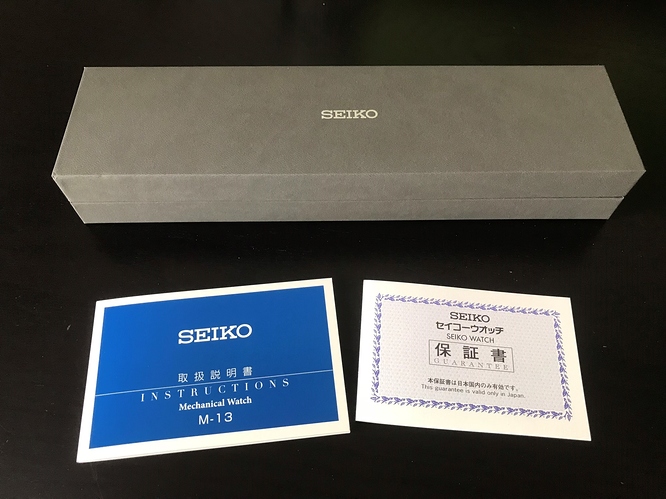 SEIKO
SEIKO
取扱説明書
INSTRUCTIONS
Mechanical Watch
M-13
SEIKO
セイコーウオッチ
SEIKO WATCH
保証書
GUARANTEE
本保証書は日本国内のみ有効です。
This guarantee is valid only in Japan.